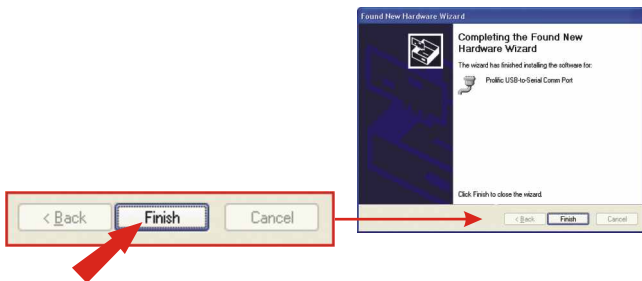 Found New Hardware Wizard
Completing the Found New
Hardware Wizard
The wizard has finished installing the software for:
Prolific USB-to-Serial Comm Port
Click Finish to close the wizard.
< Back Finish Cancel
< Back Finish Cancel